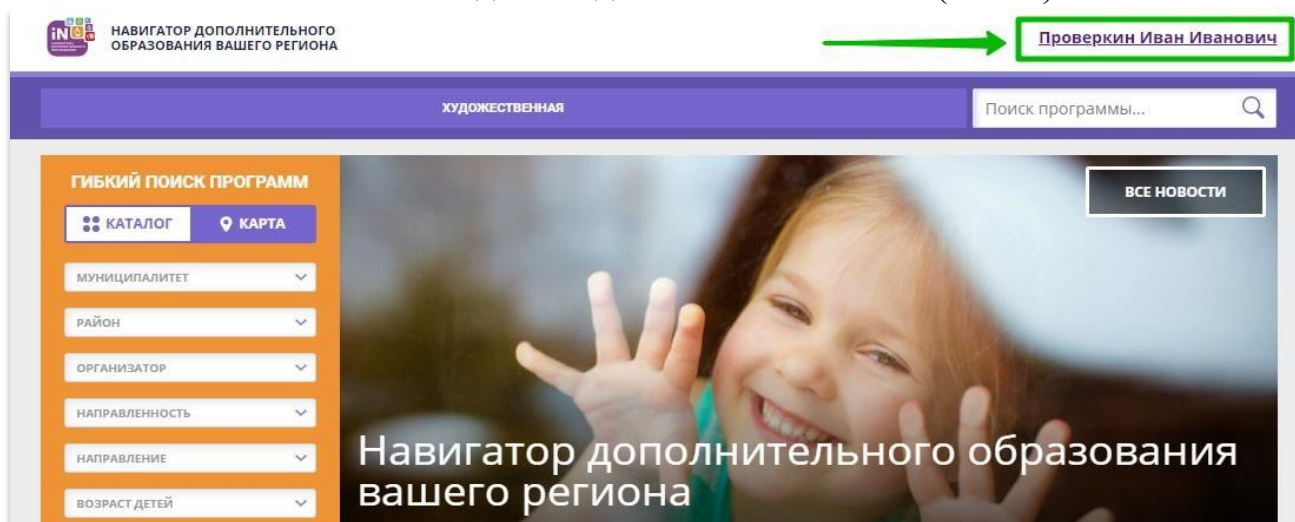 iNO
НАВИГАТОР ДОПОЛНИТЕЛЬНОГО
ОБРАЗОВАНИЯ ВАШЕГО РЕГИОНА
Проверкин Иван Иванович
ХУДОЖЕСТВЕННАЯ
Поиск программы...
ГИБКИЙ ПОИСК ПРОГРАММ
КАТАЛОГ
КАРТА
ВСЕ НОВОСТИ
МУНИЦИПАЛИТЕТ
РАЙОН
ОРГАНИЗАТОР
НАПРАВЛЕННОСТЬ
НАПРАВЛЕНИЕ
ВОЗРАСТ ДЕТЕЙ
Навигатор дополнительного образования
вашего региона